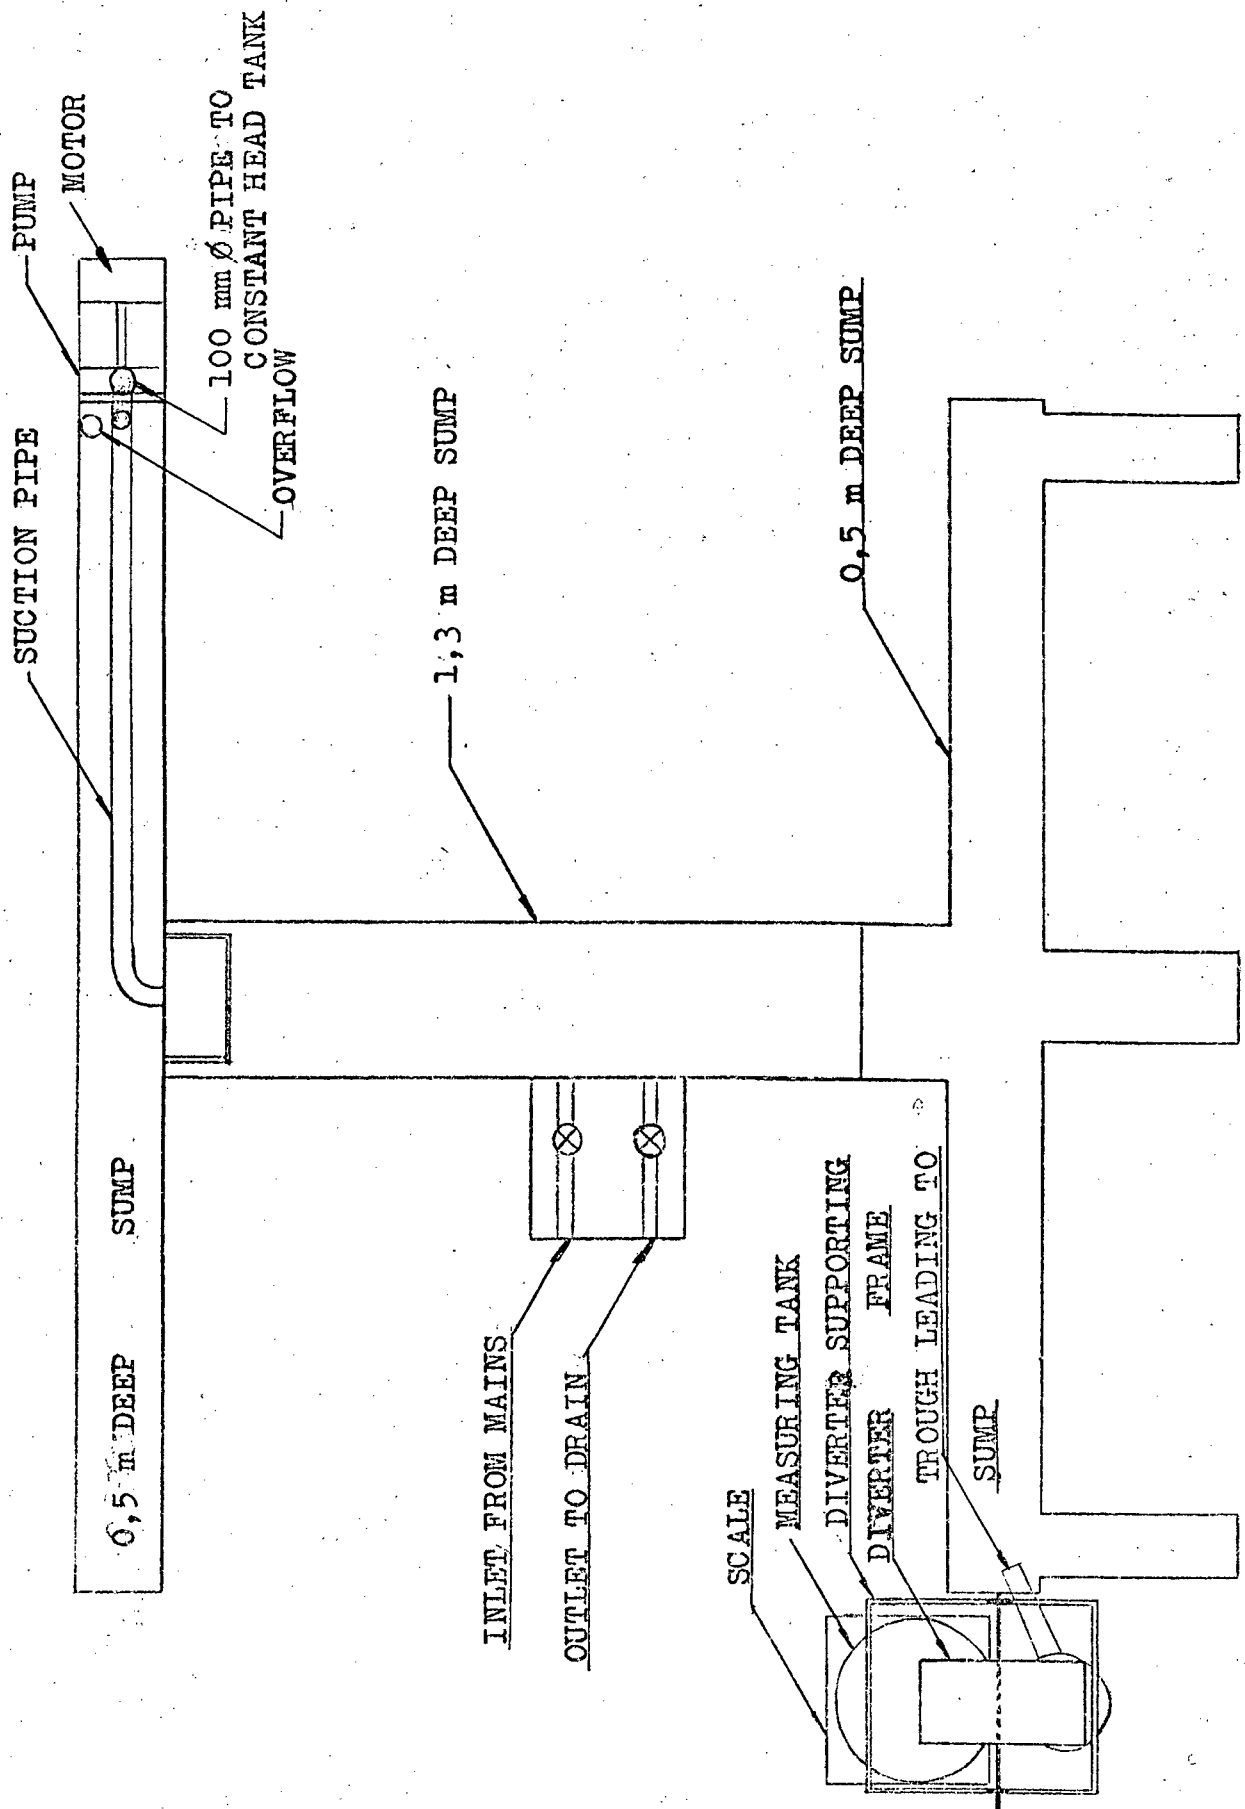 PUMP
MOTOR
SUCTION PIPE
100 mm Ø PIPE TO
CONSTANT HEAD TANK
OVERFLOW
1,3 m DEEP SUMP
0,5 m DEEP SUMP
0,5 m DEEP SUMP
INLET FROM MAINS
OUTLET TO DRAIN
SCALE
MEASURING TANK
DIVERTER SUPPORTING
FRAME
DIVERTER
TROUGH LEADING TO
SUMP